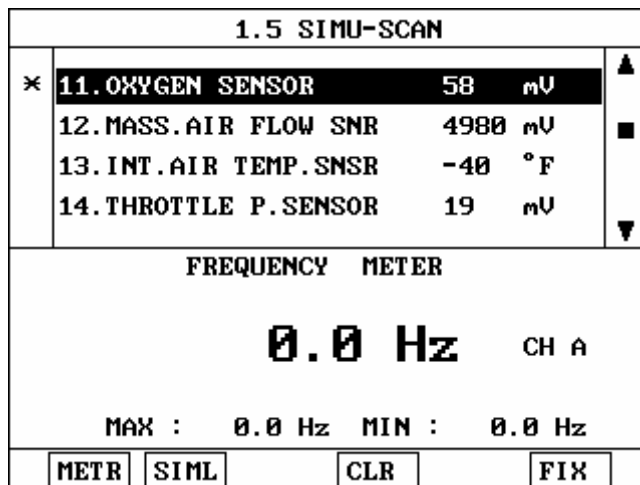 1.5 SIMU-SCAN
* 11.OXYGEN SENSOR 58 mV
12.MASS.AIR FLOW SNR 4980 mV
13.INT.AIR TEMP.SNSR -40 °F
14.THROTTLE P.SENSOR 19 mV
FREQUENCY METER
0.0 Hz CH A
MAX : 0.0 Hz MIN : 0.0 Hz
METR SIML CLR FIX